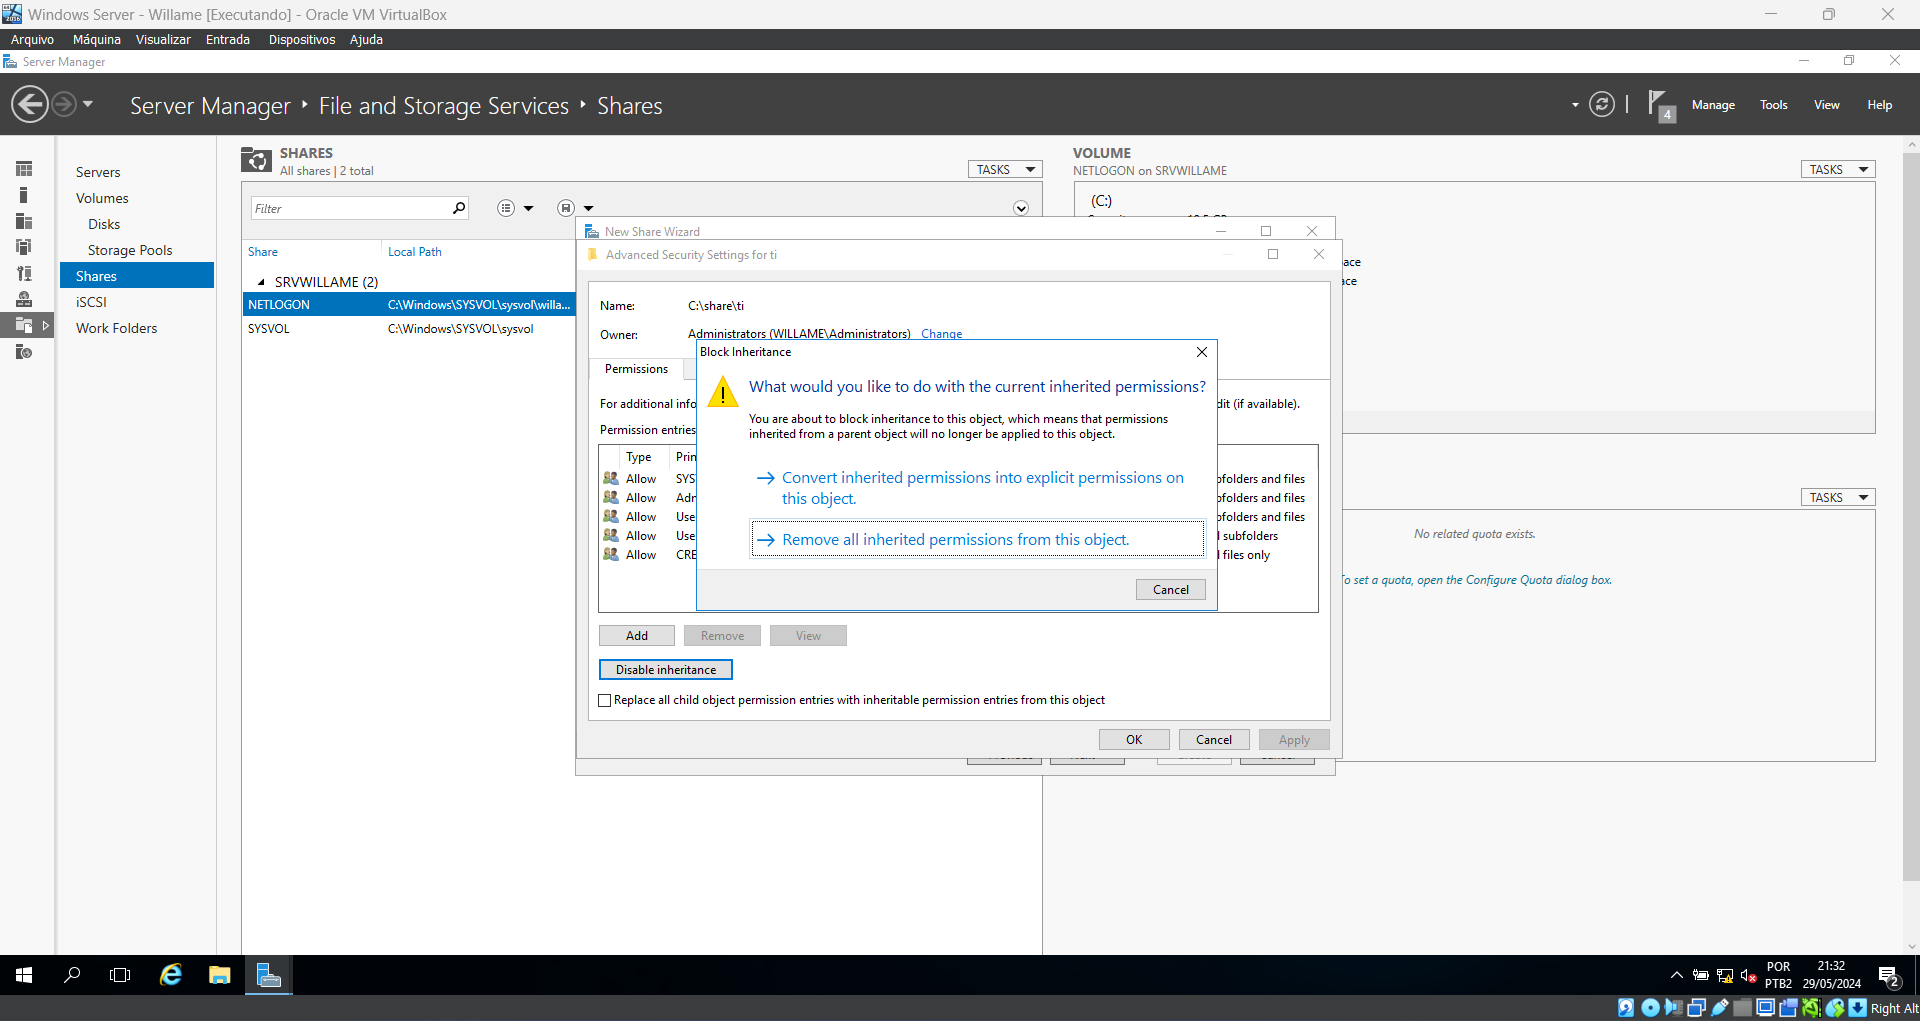 Windows Server - Willame [Executando] - Oracle VM VirtualBox
Arquivo Máquina Visualizar Entrada Dispositivos Ajuda
Server Manager
Server Manager ‣ File and Storage Services ‣ Shares
4
Manage Tools View Help
Servers
Volumes
Disks
Storage Pools
Shares
iSCSI
Work Folders
SHARES
All shares | 2 total
TASKS
Filter
Share Local Path
SRVWILLAME (2)
NETLOGON C:\Windows\SYSVOL\sysvol\willa...
SYSVOL C:\Windows\SYSVOL\sysvol
VOLUME
NETLOGON on SRVWILLAME
TASKS
(C:)
ace
ce
TASKS
No related quota exists.
To set a quota, open the Configure Quota dialog box.
New Share Wizard
Advanced Security Settings for ti
Name: C:\share\ti
Owner: Administrators (WILLAME\Administrators) Change
Permissions
For additional info
dit (if available).
Permission entries
Type Prin
Allow SYS
ofolders and files
Allow Adn
ofolders and files
Allow Use
ofolders and files
Allow Use
l subfolders
Allow CRE
l files only
Block Inheritance
What would you like to do with the current inherited permissions?
You are about to block inheritance to this object, which means that permissions
inherited from a parent object will no longer be applied to this object.
Convert inherited permissions into explicit permissions on
this object.
Remove all inherited permissions from this object.
Cancel
Add Remove View
Disable inheritance
Replace all child object permission entries with inheritable permission entries from this object
OK Cancel Apply
POR
PTB2
21:32
29/05/2024
2
Right Alt